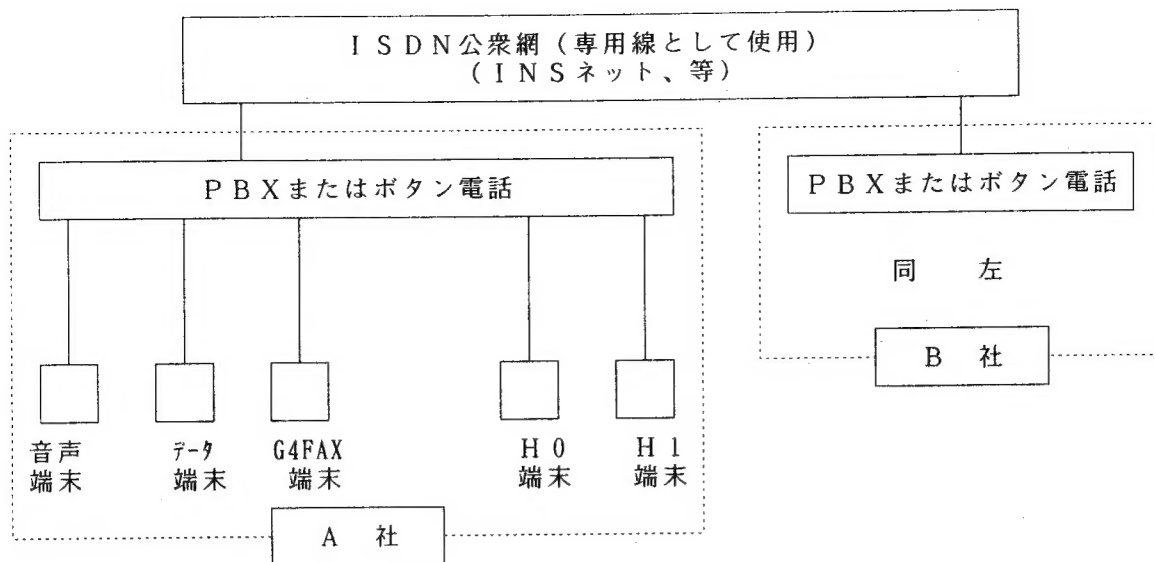 ISDN公衆網（専用線として使用）
（INSネット、等）
PBXまたはボタン電話
PBXまたはボタン電話
同 左
B 社
音声
端末
データ
端末
G4FAX
端末
H0
端末
H1
端末
A 社